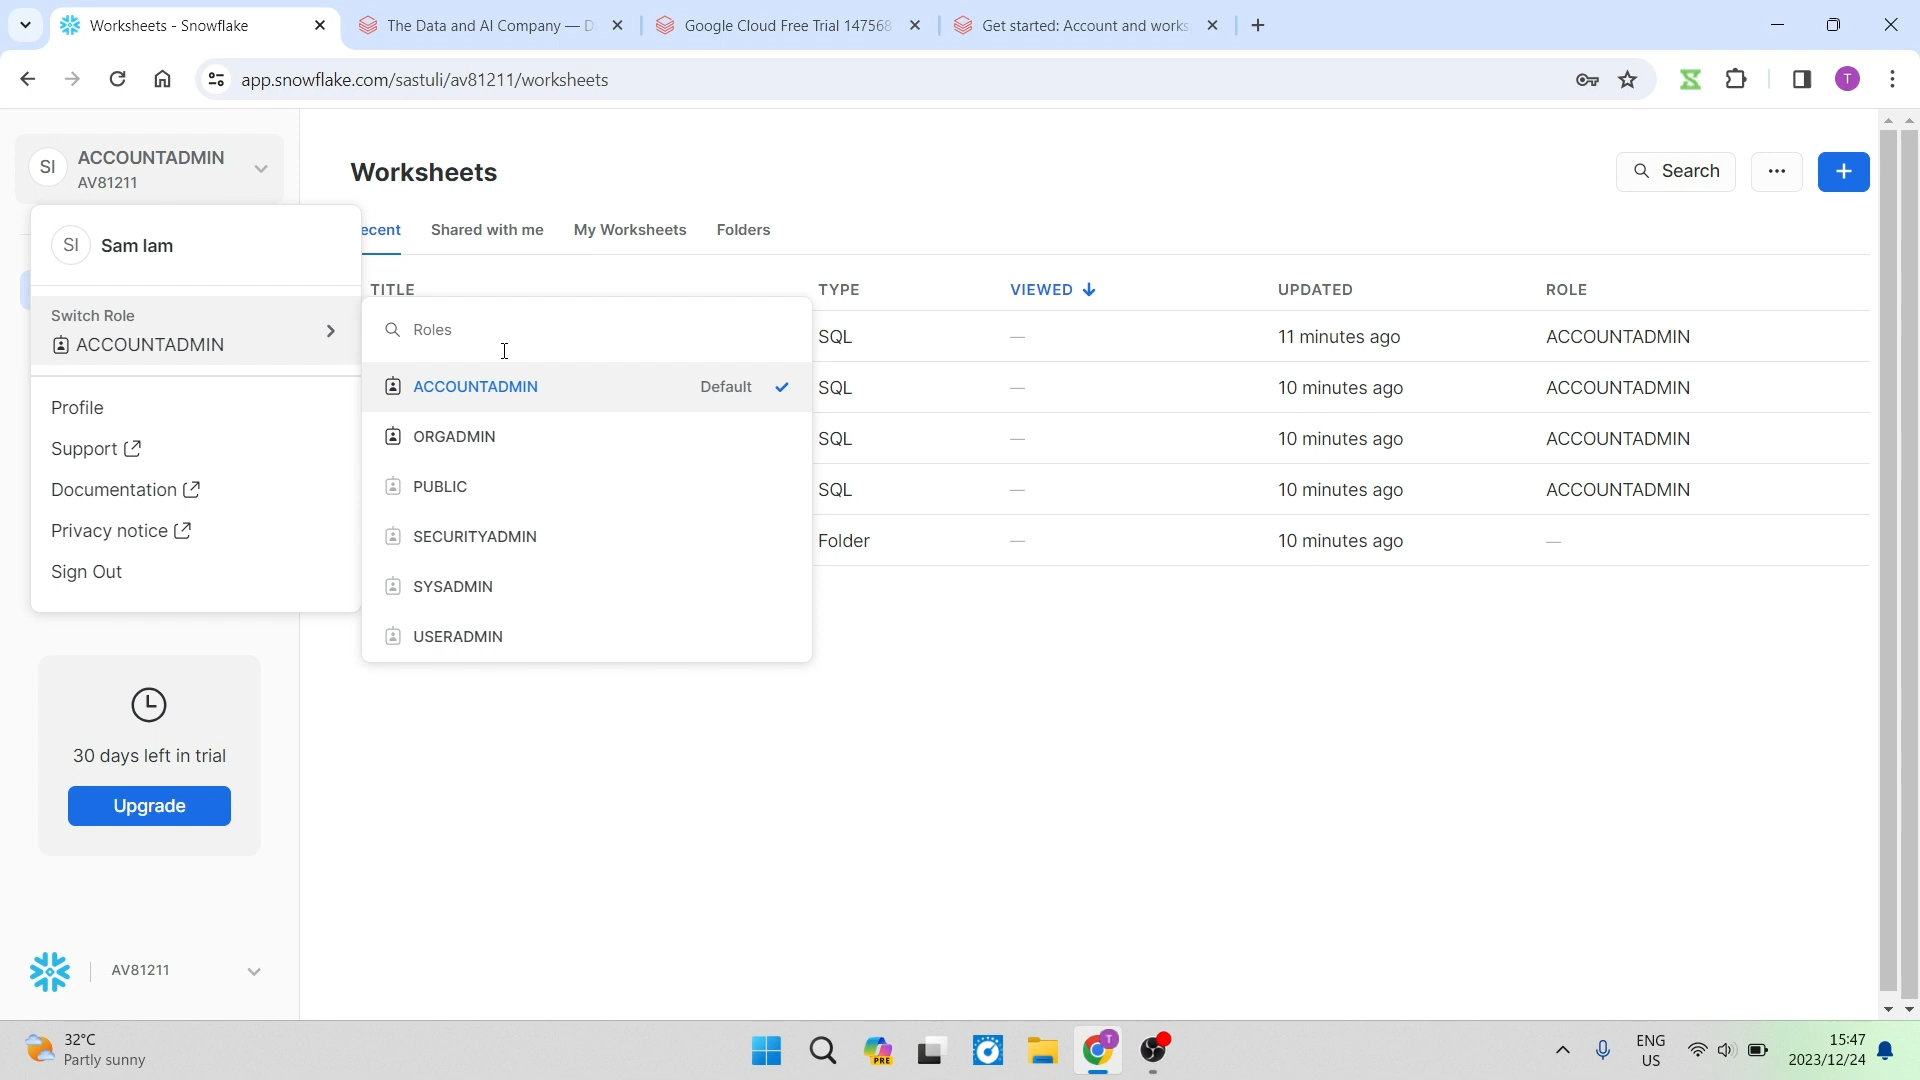 Worksheets - Snowflake
The Data and AI Company — D
Google Cloud Free Trial 147568
Get started: Account and works
app.snowflake.com/sastuli/av81211/worksheets
T
SI
ACCOUNTADMIN
AV81211
Worksheets
Search
SI
Sam Iam
ecent
Shared with me
My Worksheets
Folders
TITLE
TYPE
VIEWED
UPDATED
ROLE
Switch Role
ACCOUNTADMIN
Roles
ACCOUNTADMIN
Default
ORGADMIN
PUBLIC
SECURITYADMIN
SYSADMIN
USERADMIN
SQL
—
11 minutes ago
ACCOUNTADMIN
SQL
—
10 minutes ago
ACCOUNTADMIN
SQL
—
10 minutes ago
ACCOUNTADMIN
SQL
—
10 minutes ago
ACCOUNTADMIN
Folder
—
10 minutes ago
—
Profile
Support
Documentation
Privacy notice
Sign Out
30 days left in trial
Upgrade
AV81211
32°C
Partly sunny
PRE
T
ENG
US
15:47
2023/12/24